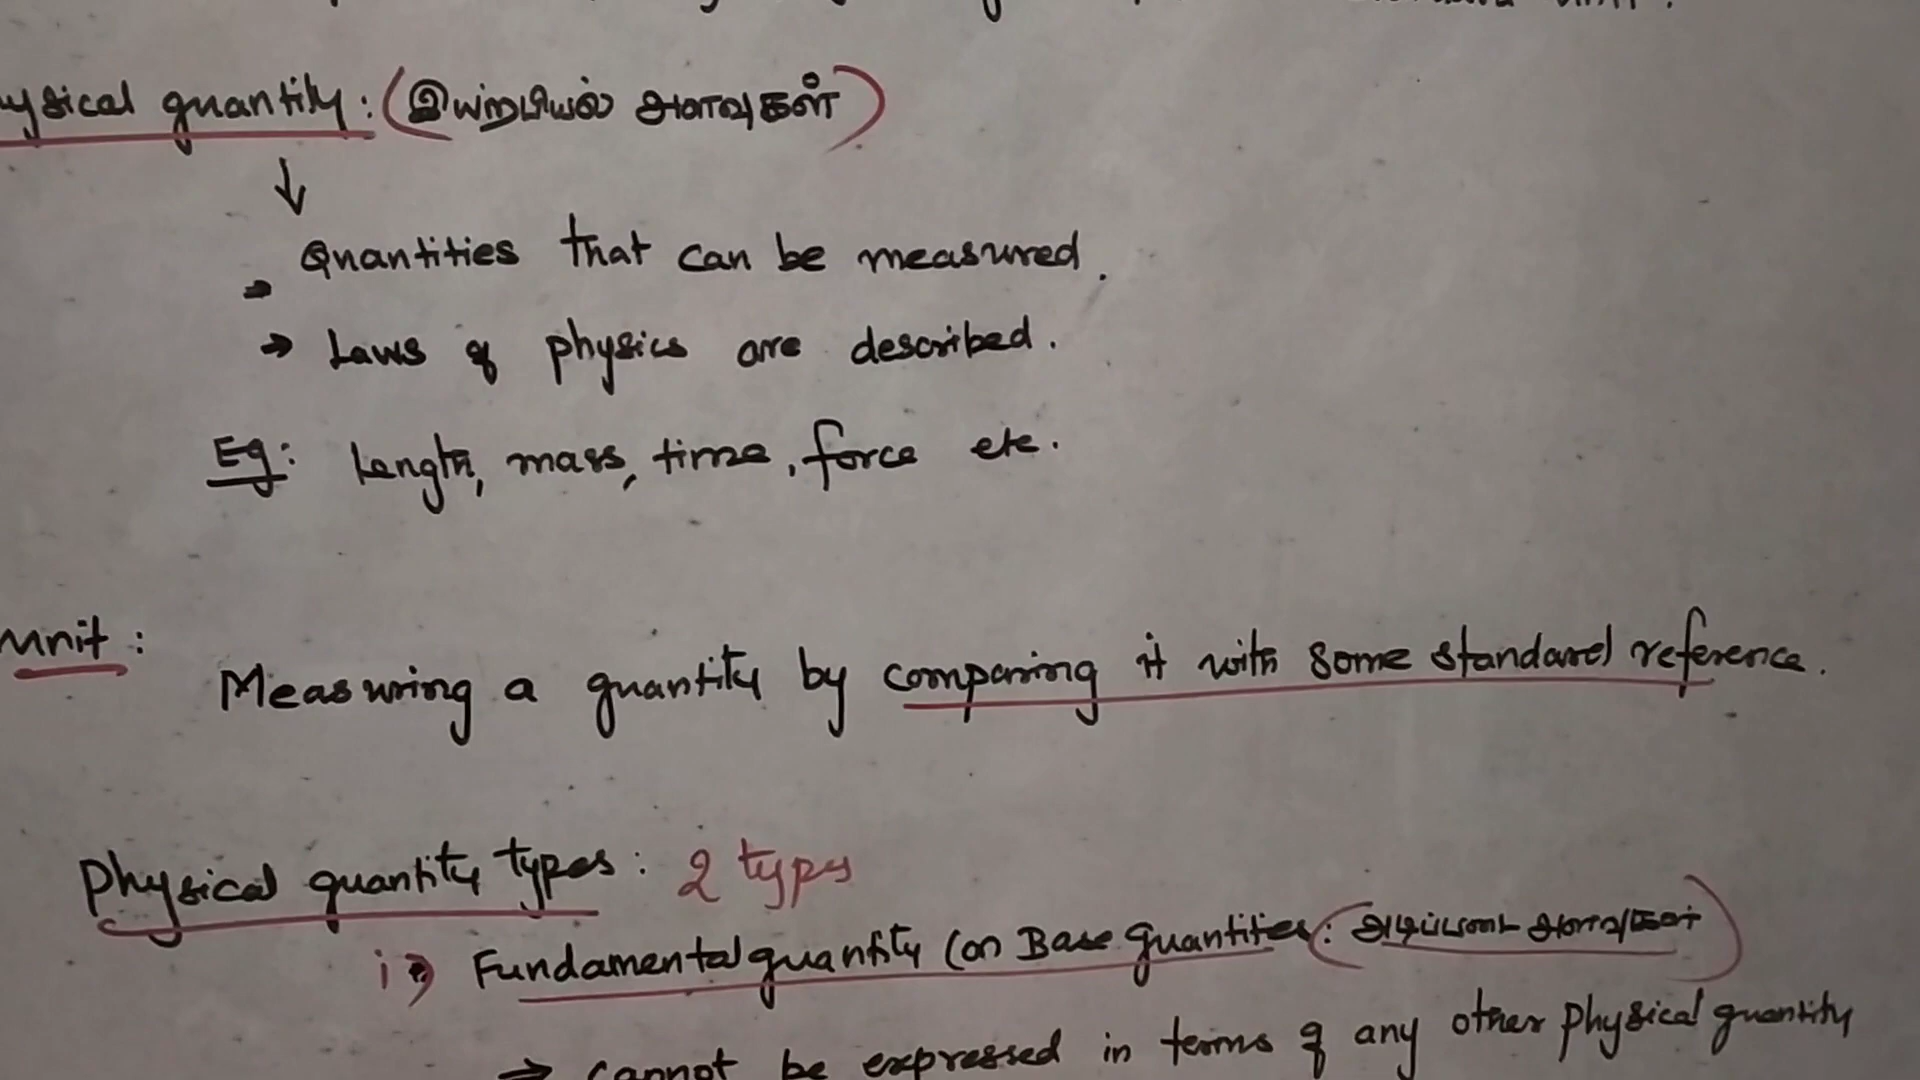 ysical quantity: (இயற்பியல் அளவுகள்)
Quantities that can be measured.
→ Laws of physics are described.
Eg: Length, mass, time, force etc.
unit:
Measuring a quantity by comparing it with some standard reference.
Physical quantity types: 2 types
i) Fundamental quantity (or) Base Quantities: (அடிப்படை அளவுகள்)
⇒ cannot be expressed in terms of any other physical quantity